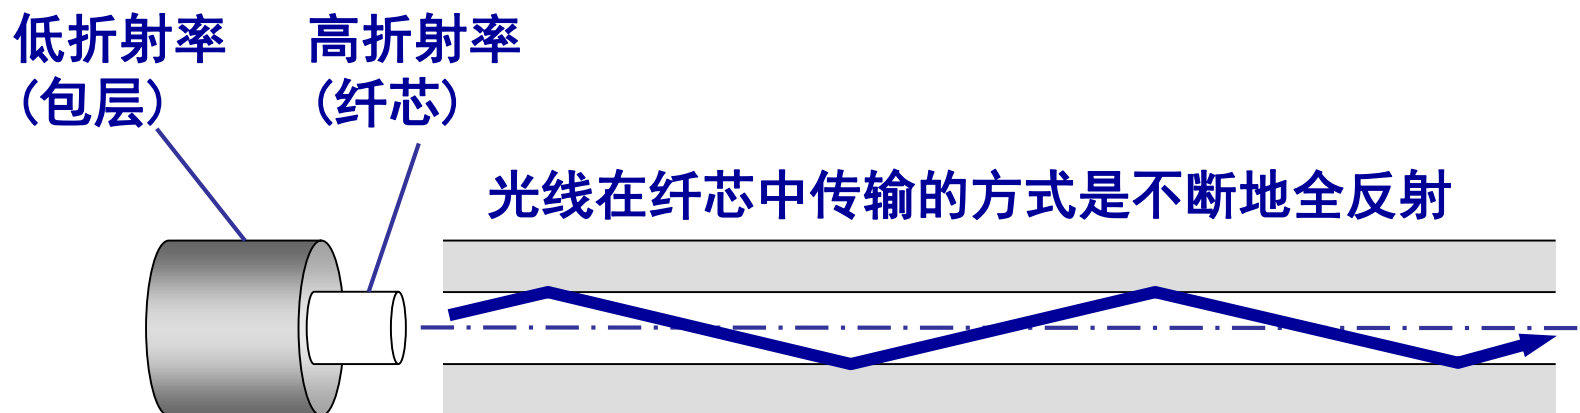 低折射率
（包层）
高折射率
（纤芯）
光线在纤芯中传输的方式是不断地全反射